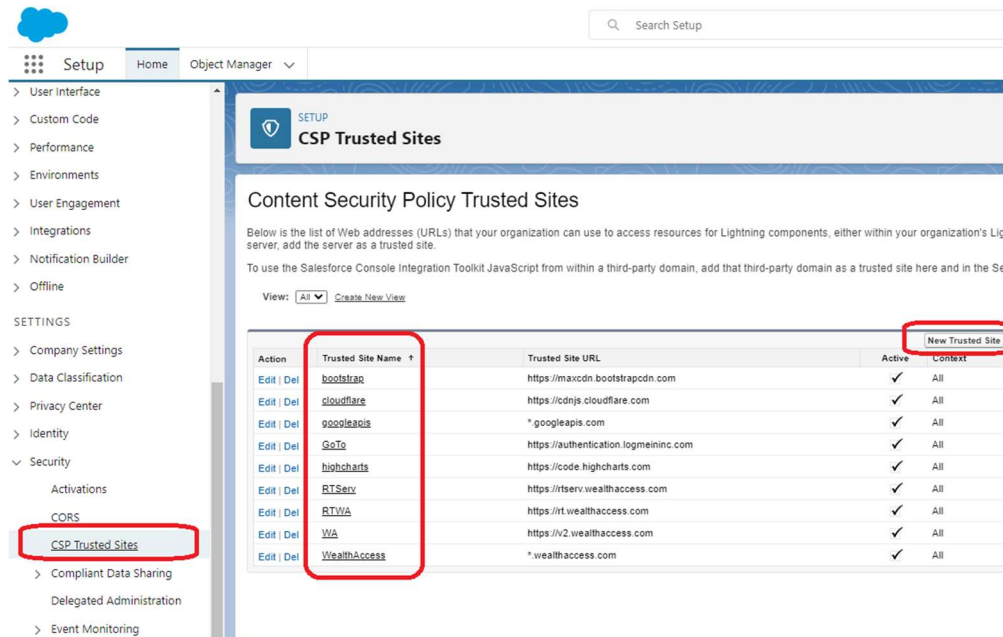 Search Setup
Setup
Home
Object Manager
User Interface
Custom Code
Performance
Environments
User Engagement
Integrations
Notification Builder
Offline
SETTINGS
Company Settings
Data Classification
Privacy Center
Identity
Security
Activations
CORS
CSP Trusted Sites
Compliant Data Sharing
Delegated Administration
Event Monitoring
SETUP
CSP Trusted Sites
Content Security Policy Trusted Sites
Below is the list of Web addresses (URLs) that your organization can use to access resources for Lightning components, either within your organization's
server, add the server as a trusted site.
To use the Salesforce Console Integration Toolkit JavaScript from within a third-party domain, add that third-party domain as a trusted site here and in the
View: All Create New View
New Trusted Site
Action Trusted Site Name ↑ Trusted Site URL Active Context
Edit | Del bootstrap https://maxcdn.bootstrapcdn.com ✓ All
Edit | Del cloudflare https://cdnjs.cloudflare.com ✓ All
Edit | Del googleapis *.googleapis.com ✓ All
Edit | Del GoTo https://authentication.logmeininc.com ✓ All
Edit | Del highcharts https://code.highcharts.com ✓ All
Edit | Del RTServ https://rtserv.wealthaccess.com ✓ All
Edit | Del RTWA https://rt.wealthaccess.com ✓ All
Edit | Del WA https://v2.wealthaccess.com ✓ All
Edit | Del WealthAccess *.wealthaccess.com ✓ All